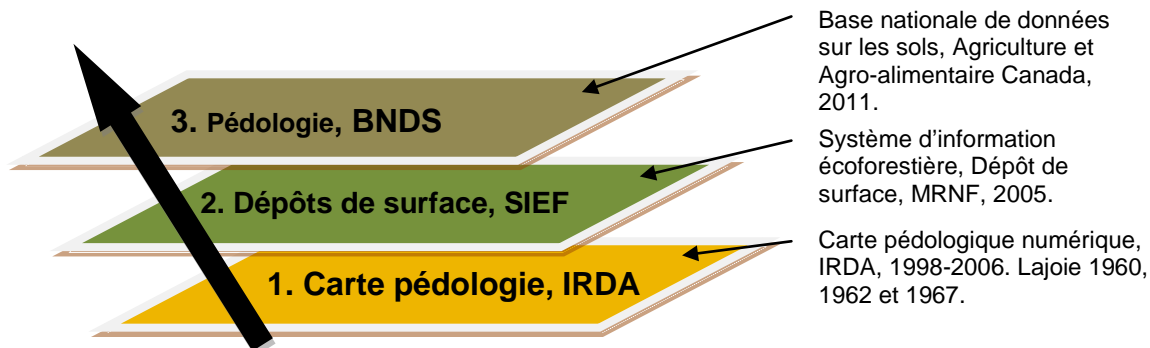 3. Pédologie, BNDS
2. Dépôts de surface, SIEF
1. Carte pédologie, IRDA
Base nationale de données
sur les sols, Agriculture et
Agro-alimentaire Canada,
2011.
Système d'information
écoforestière, Dépôt de
surface, MRNF, 2005.
Carte pédologique numérique,
IRDA, 1998-2006. Lajoie 1960,
1962 et 1967.